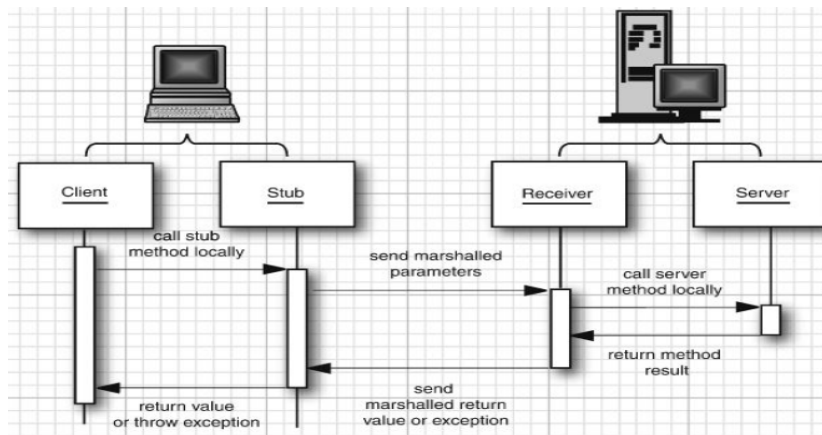 Client
Stub
Receiver
Server
call stub
method locally
send marshalled
parameters
call server
method locally
return method
result
send
marshalled return
value or exception
return value
or throw exception